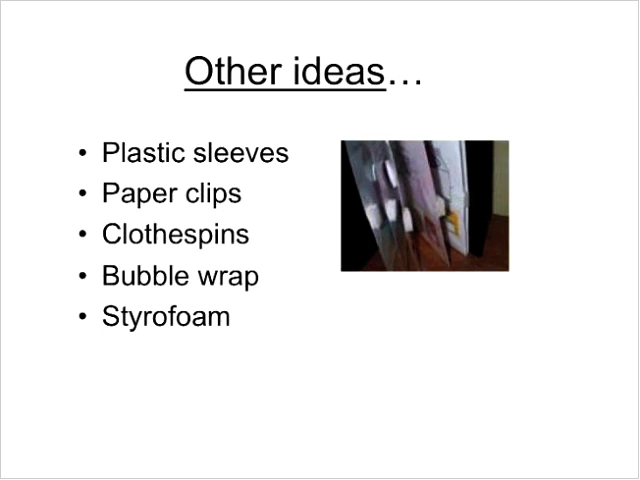 Other ideas…
• Plastic sleeves
• Paper clips
• Clothespins
• Bubble wrap
• Styrofoam